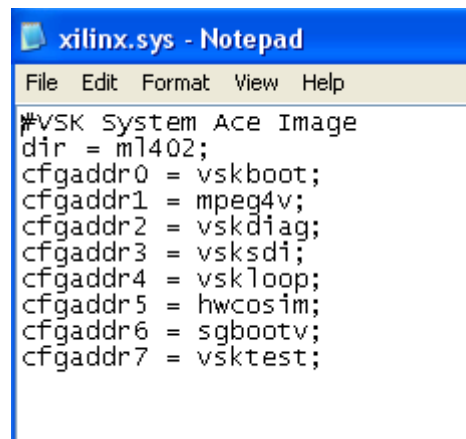 xilinx.sys - Notepad
File Edit Format View Help
#VSK System Ace Image
dir = ml402;
cfgaddr0 = vskboot;
cfgaddr1 = mpeg4v;
cfgaddr2 = vskdiag;
cfgaddr3 = vsksdi;
cfgaddr4 = vskloop;
cfgaddr5 = hwcosim;
cfgaddr6 = sgbootv;
cfgaddr7 = vsktest;